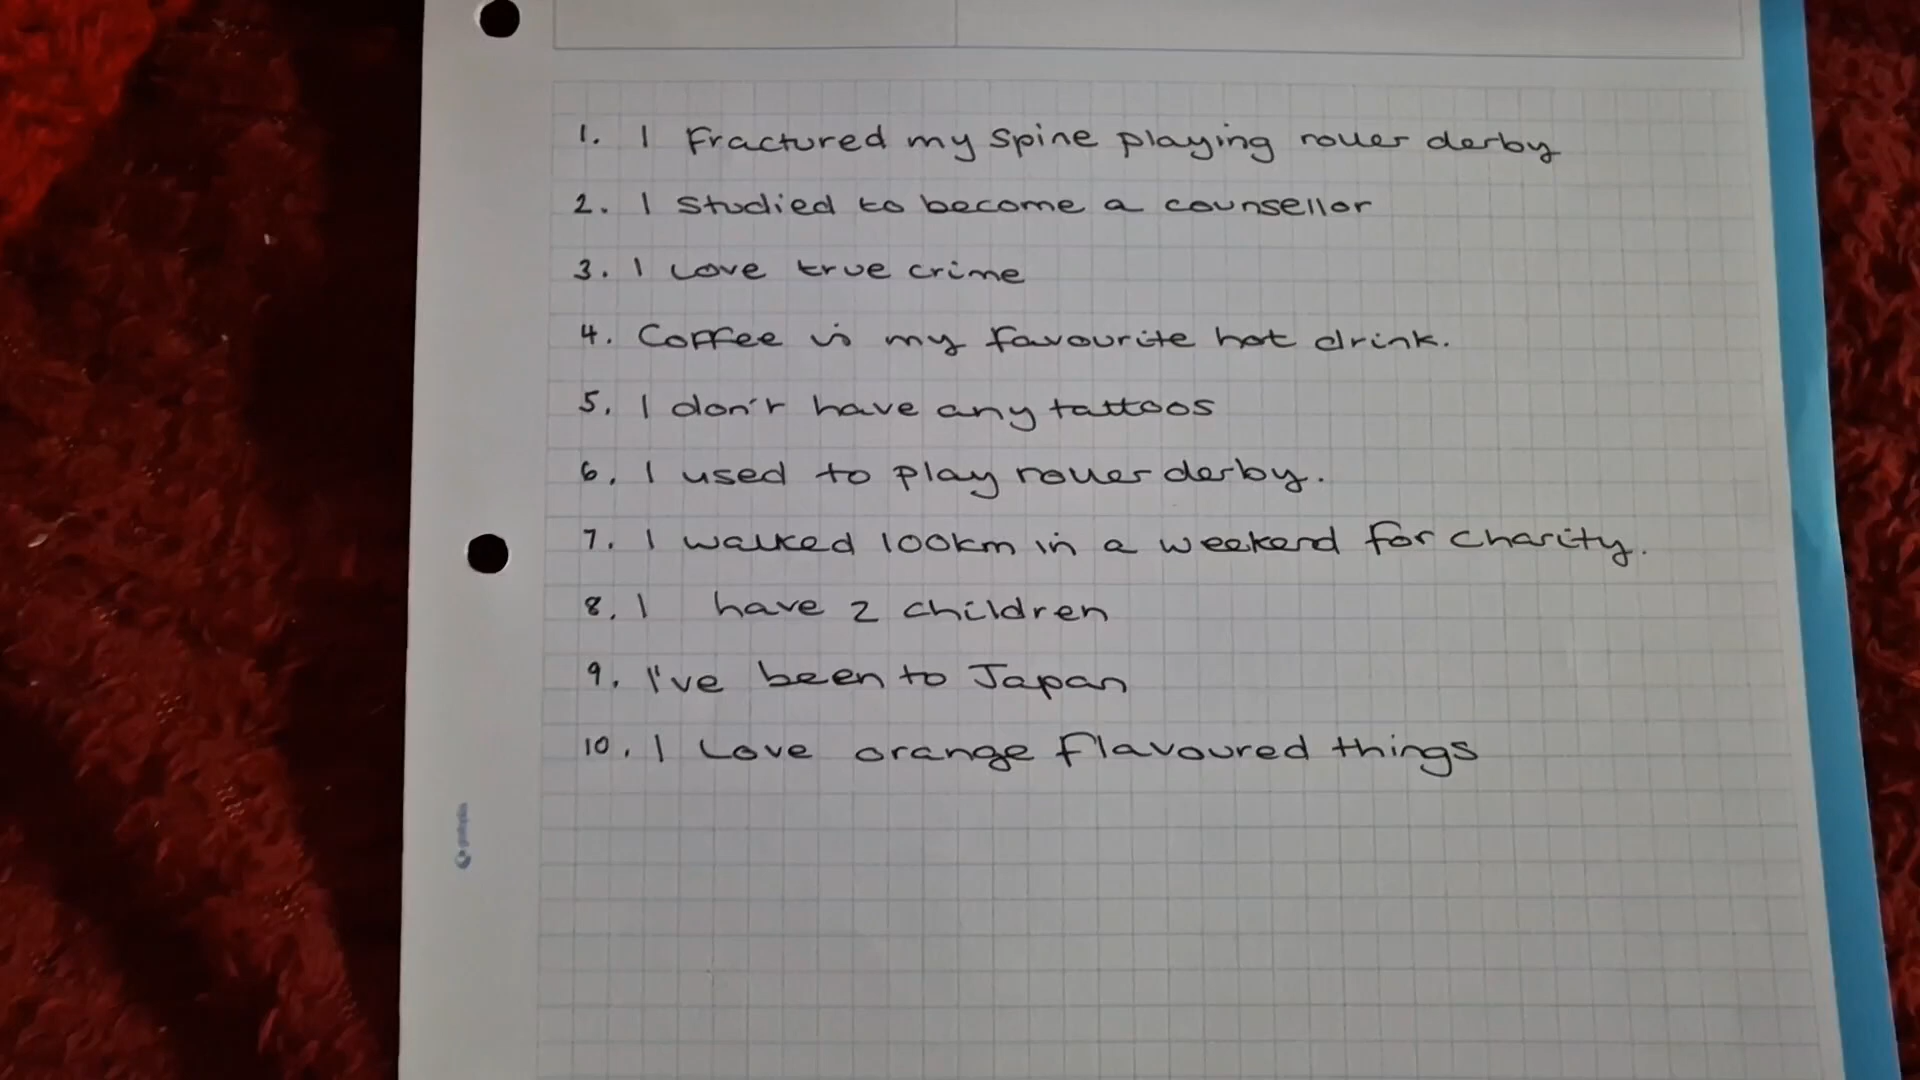 1. I Fractured my spine playing roller derby
2. I studied to become a counsellor
3. I love true crime
4. Coffee is my favourite hot drink.
5. I don't have any tattoos
6. I used to play roller derby.
7. I walked 100km in a weekend for charity.
8. I have 2 children
9. I've been to Japan
10. I Love orange flavoured things